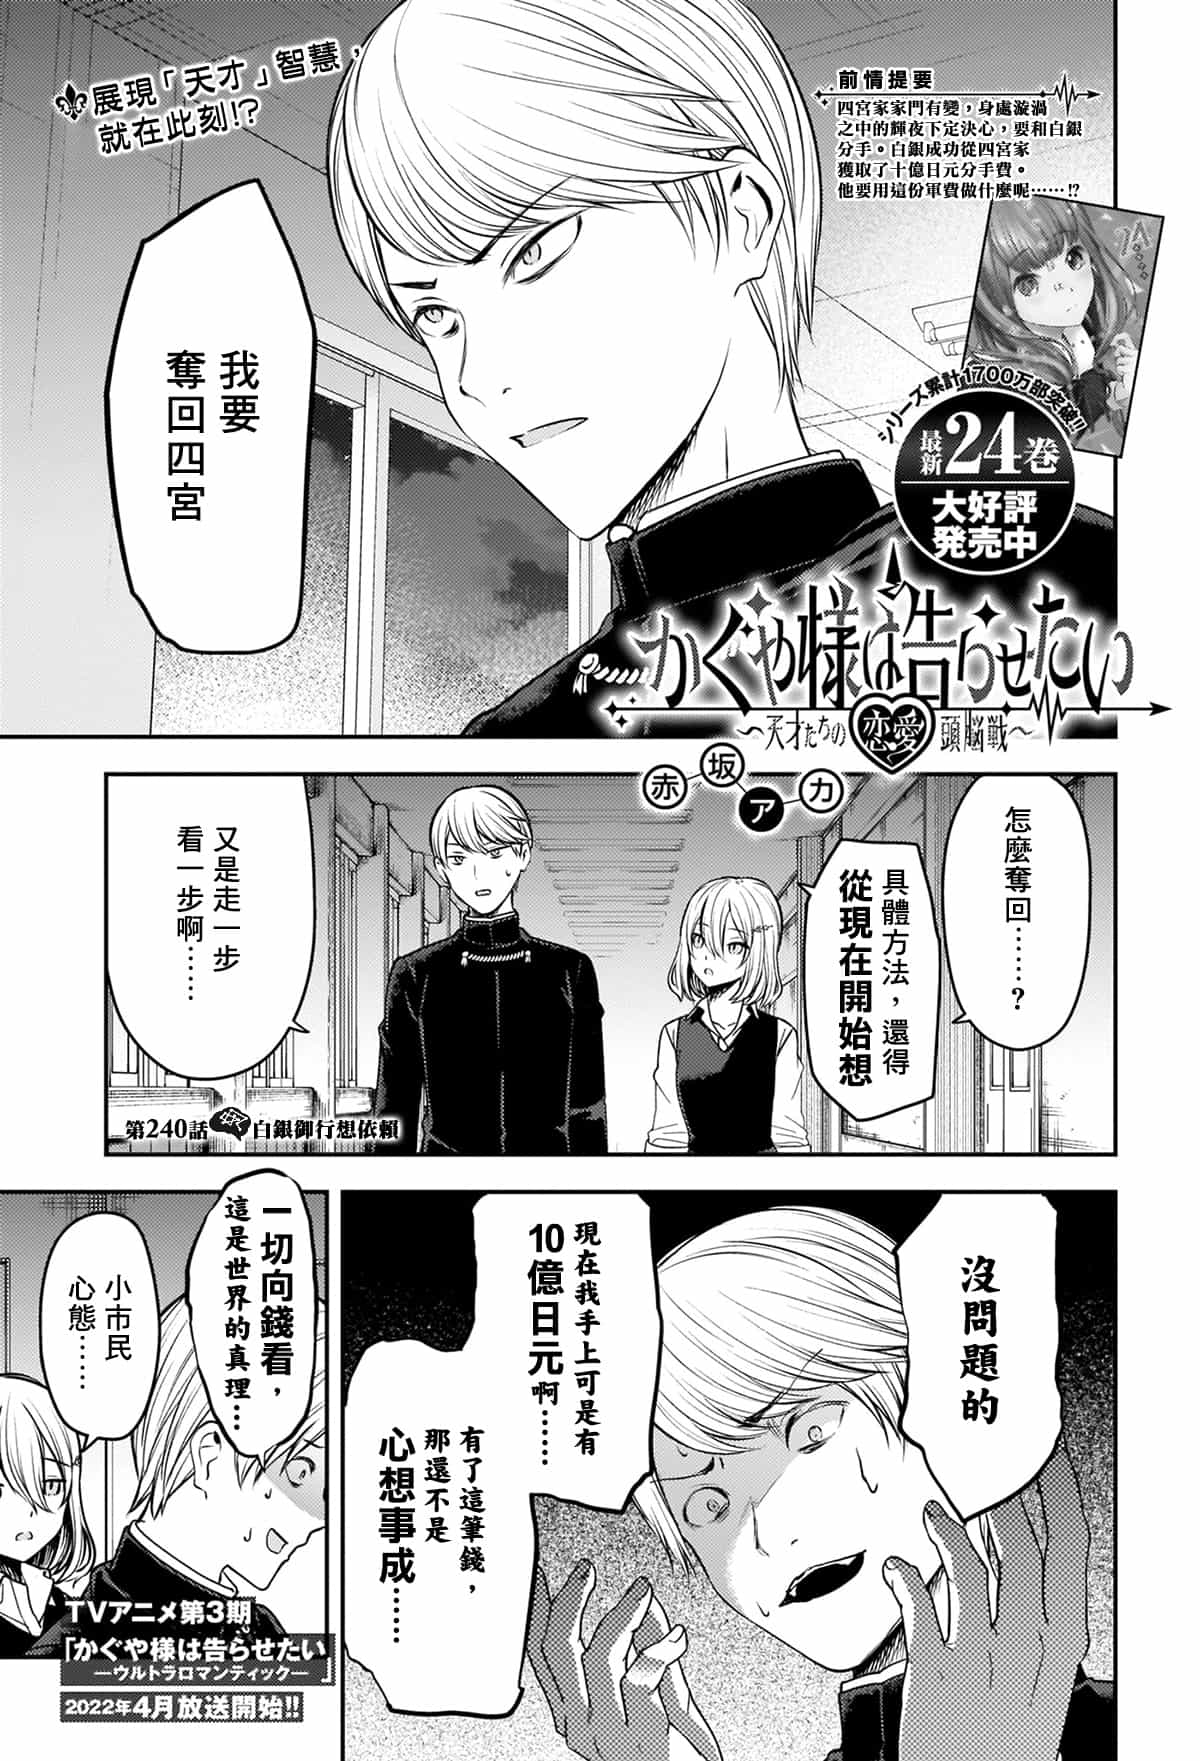 前情提要
四宮家家門有變，身處漩渦
之中的輝夜下定決心，要和白銀
分手。白銀成功從四宮家
獲取了十億日元分手費。
他要用這份軍費做什麼呢……!?
展現「天才」智慧，
就在此刻!?
我要
奪回四宮
シリーズ累計1700万部突破!!
最新24巻
大好評
発売中
かぐや様は告らせたい
～天才たちの恋愛頭脳戦～
赤坂アカ
怎麼奪回……?
具體方法，還得
從現在開始想
又是走一步
看一步啊……
第240話 白銀御行想依賴
沒問題的
現在我手上可是有
10億日元啊……
有了這筆錢，
那還不是
心想事成……
一切向錢看，
這是世界的真理…
小市民
心態……
TVアニメ第3期
「かぐや様は告らせたい
―ウルトラロマンティック―」
2022年4月放送開始!!